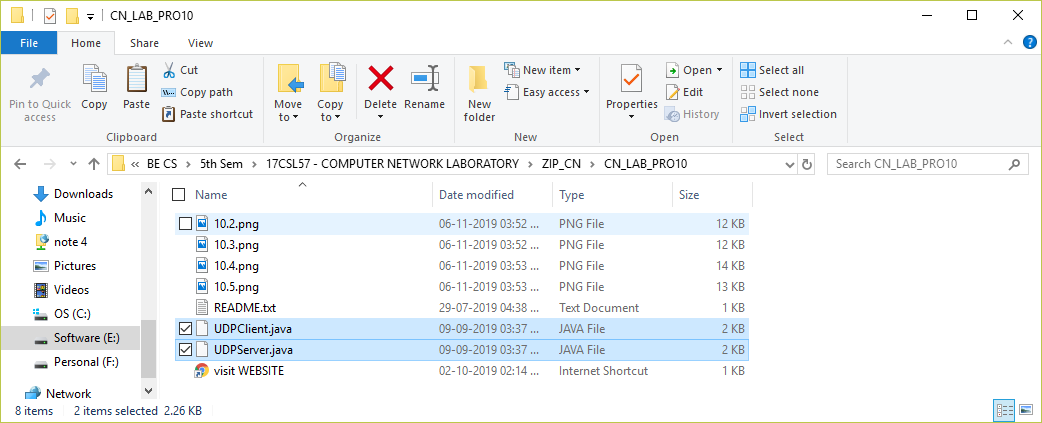 CN_LAB_PRO10
File Home Share View
Pin to Quick access
Copy
Paste
Cut
Copy path
Paste shortcut
Clipboard
Move to
Copy to
Delete
Rename
Organize
New folder
New item
Easy access
New
Properties
Open
Edit
History
Open
Select all
Select none
Invert selection
Select
« BE CS > 5th Sem > 17CSL57 - COMPUTER NETWORK LABORATORY > ZIP_CN > CN_LAB_PRO10
Search CN_LAB_PRO10
Downloads
Music
note 4
Pictures
Videos
OS (C:)
Software (E:)
Personal (F:)
Network
Name Date modified Type Size
10.2.png 06-11-2019 03:52 ... PNG File 12 KB
10.3.png 06-11-2019 03:52 ... PNG File 12 KB
10.4.png 06-11-2019 03:53 ... PNG File 14 KB
10.5.png 06-11-2019 03:53 ... PNG File 13 KB
README.txt 29-07-2019 04:38 ... Text Document 1 KB
UDPClient.java 09-09-2019 03:37 ... JAVA File 2 KB
UDPServer.java 09-09-2019 03:37 ... JAVA File 2 KB
visit WEBSITE 02-10-2019 02:14 ... Internet Shortcut 1 KB
8 items 2 items selected 2.26 KB